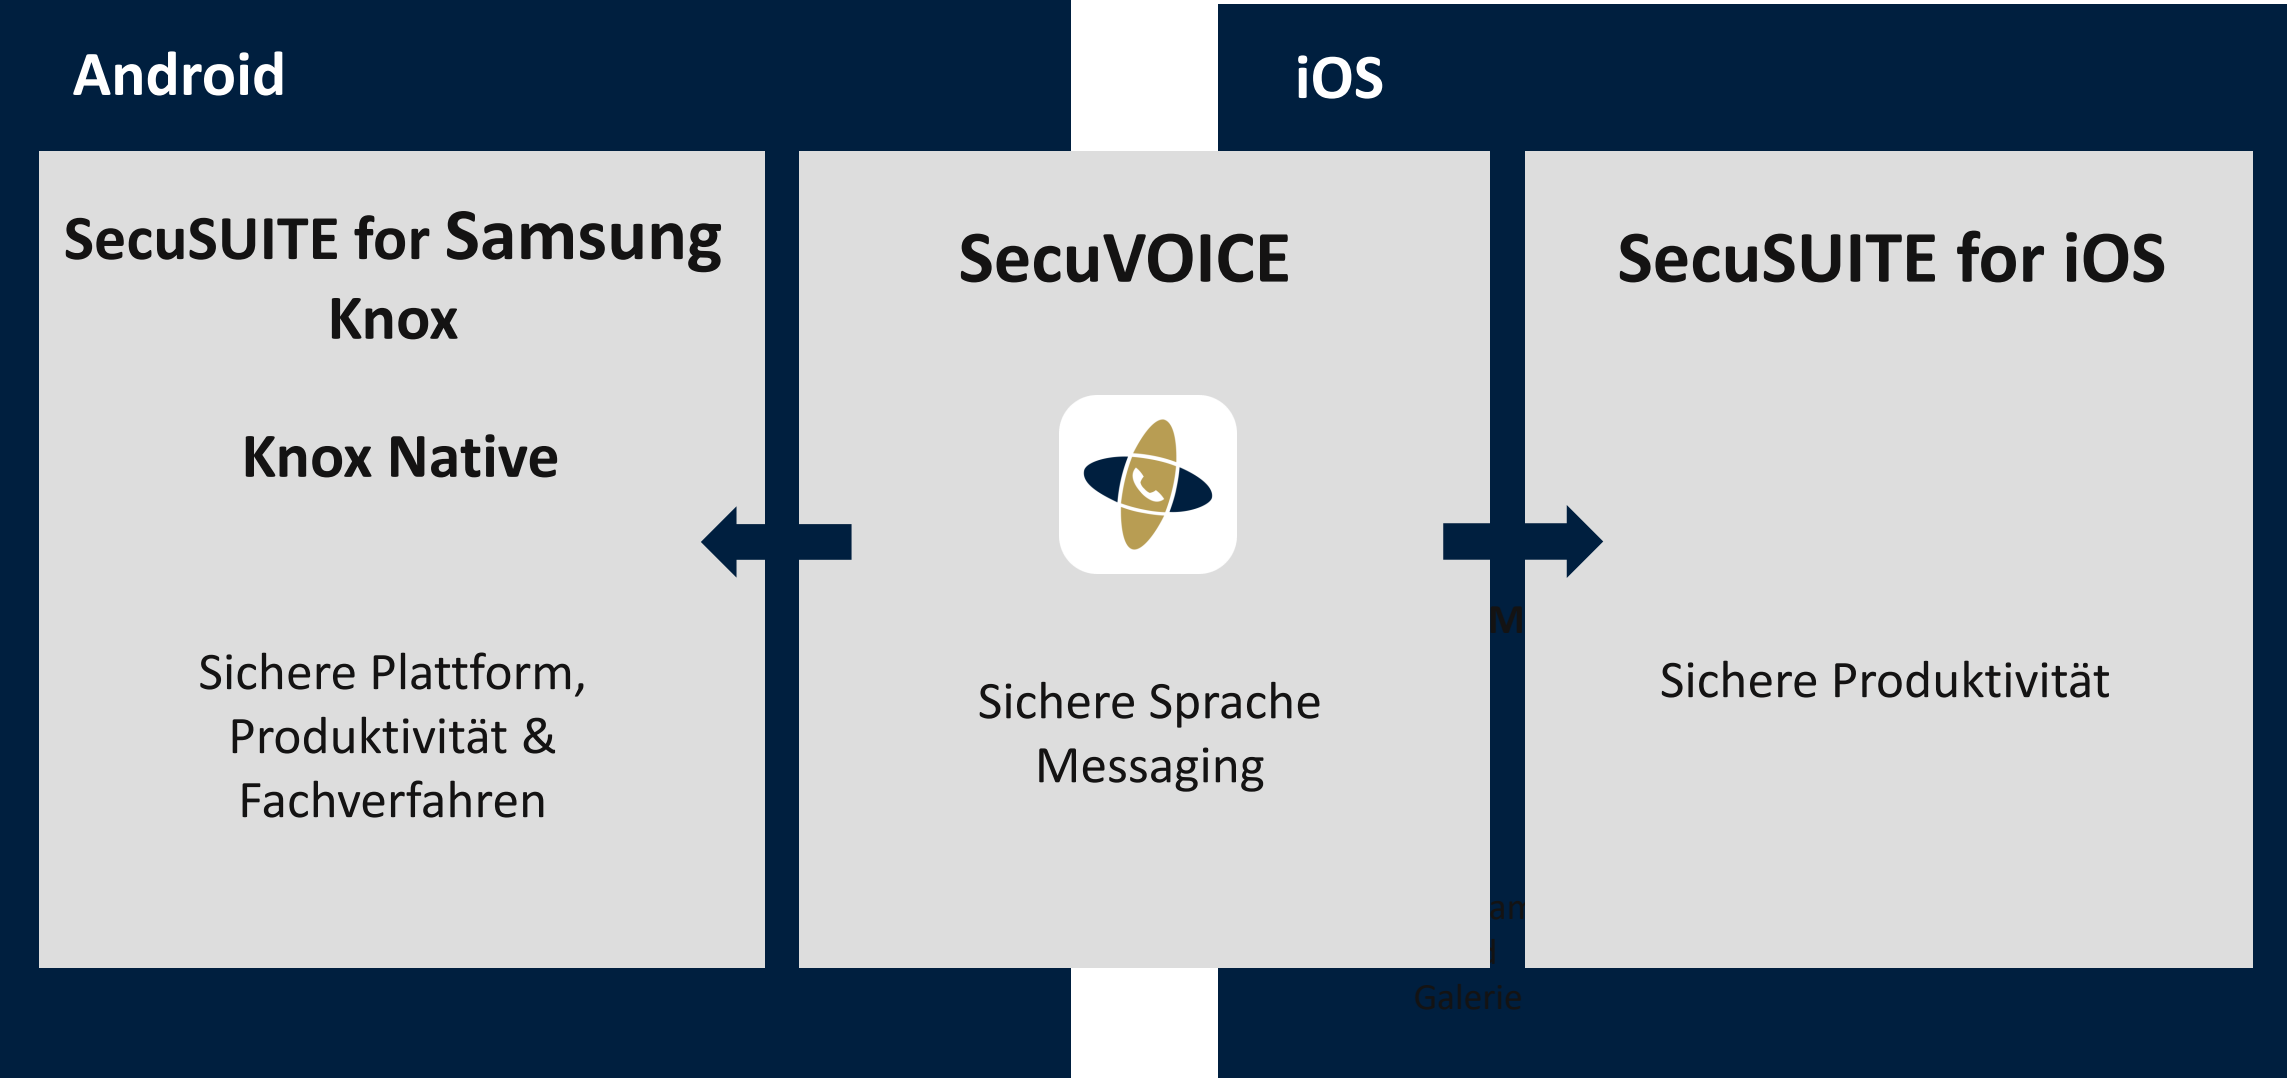 Android
iOS
SecuSUITE for Samsung
Knox
Knox Native
Sichere Plattform,
Produktivität &
Fachverfahren
SecuVOICE
Sichere Sprache
Messaging
SecuSUITE for iOS
Sichere Produktivität
Galerie